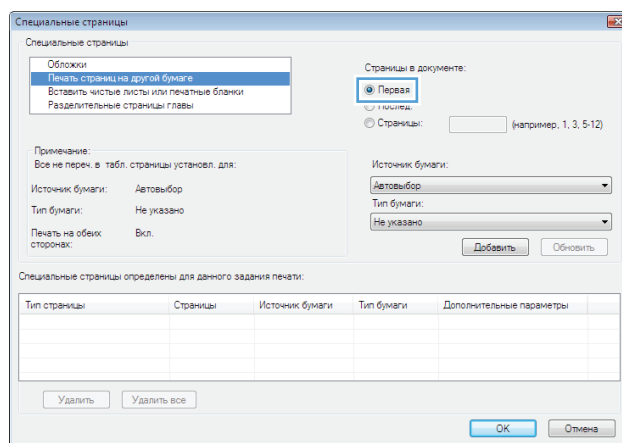 Специальные страницы
Специальные страницы
Обложки
Печать страниц на другой бумаге
Вставить чистые листы или печатные бланки
Разделительные страницы главы
Страницы в документе:
Первая
Послед.
Страницы:
(например, 1, 3, 5-12)
Примечание:
Все не переч. в табл. страницы установл. для:
Источник бумаги: Автовыбор
Тип бумаги: Не указано
Печать на обеих сторонах: Вкл.
Источник бумаги:
Автовыбор
Тип бумаги:
Не указано
Добавить Обновить
Специальные страницы определены для данного задания печати:
Тип страницы Страницы Источник бумаги Тип бумаги Дополнительные параметры
Удалить Удалить все
OK Отмена